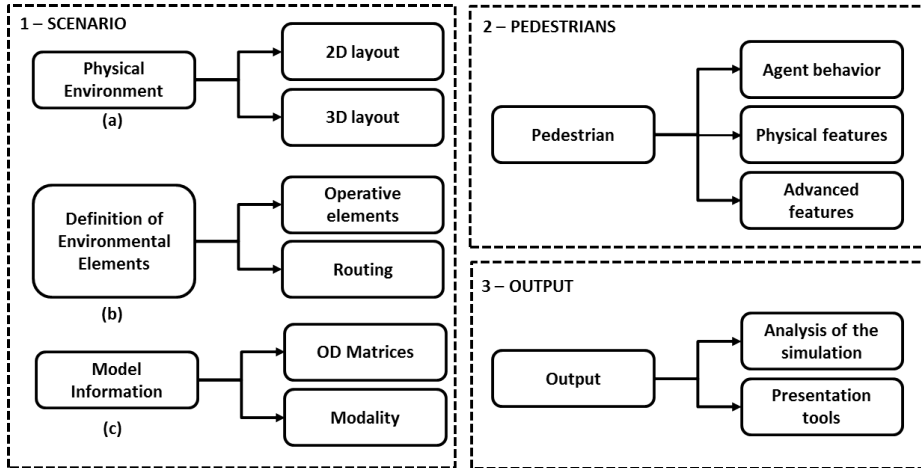 1 – SCENARIO
Physical
Environment
(a)
2D layout
3D layout
Definition of
Environmental
Elements
(b)
Operative
elements
Routing
Model
Information
(c)
OD Matrices
Modality
2 – PEDESTRIANS
Pedestrian
Agent behavior
Physical features
Advanced
features
3 – OUTPUT
Output
Analysis of the
simulation
Presentation
tools